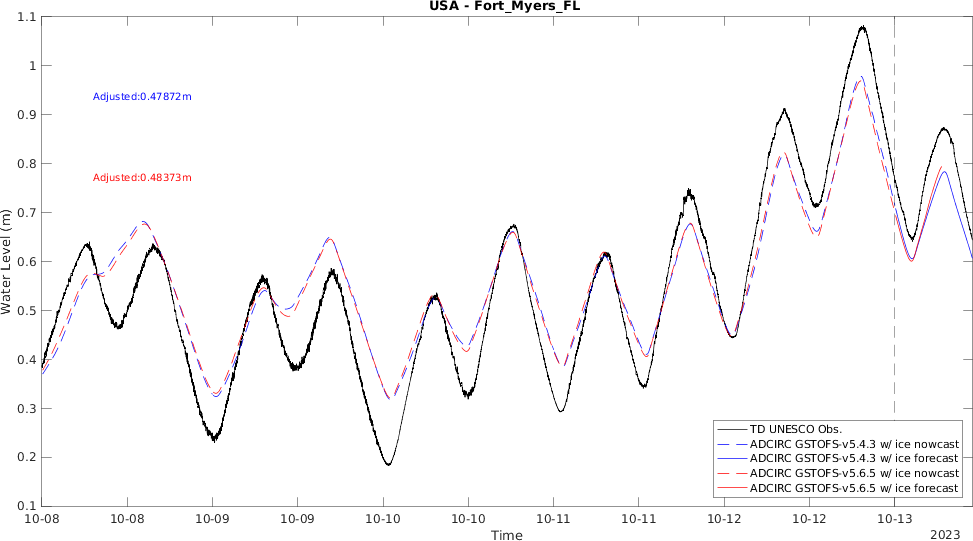 USA - Fort_Myers_FL
1.1
1
0.9
0.8
0.7
0.6
0.5
0.4
0.3
0.2
0.1
Water Level (m)
Adjusted:0.47872m
Adjusted:0.48373m
TD UNESCO Obs.
ADCIRC GSTOFS-v5.4.3 w/ ice nowcast
ADCIRC GSTOFS-v5.4.3 w/ ice forecast
ADCIRC GSTOFS-v5.6.5 w/ ice nowcast
ADCIRC GSTOFS-v5.6.5 w/ ice forecast
10-08 10-08 10-09 10-09 10-10 10-10 10-11 10-11 10-12 10-12 10-13
Time
2023